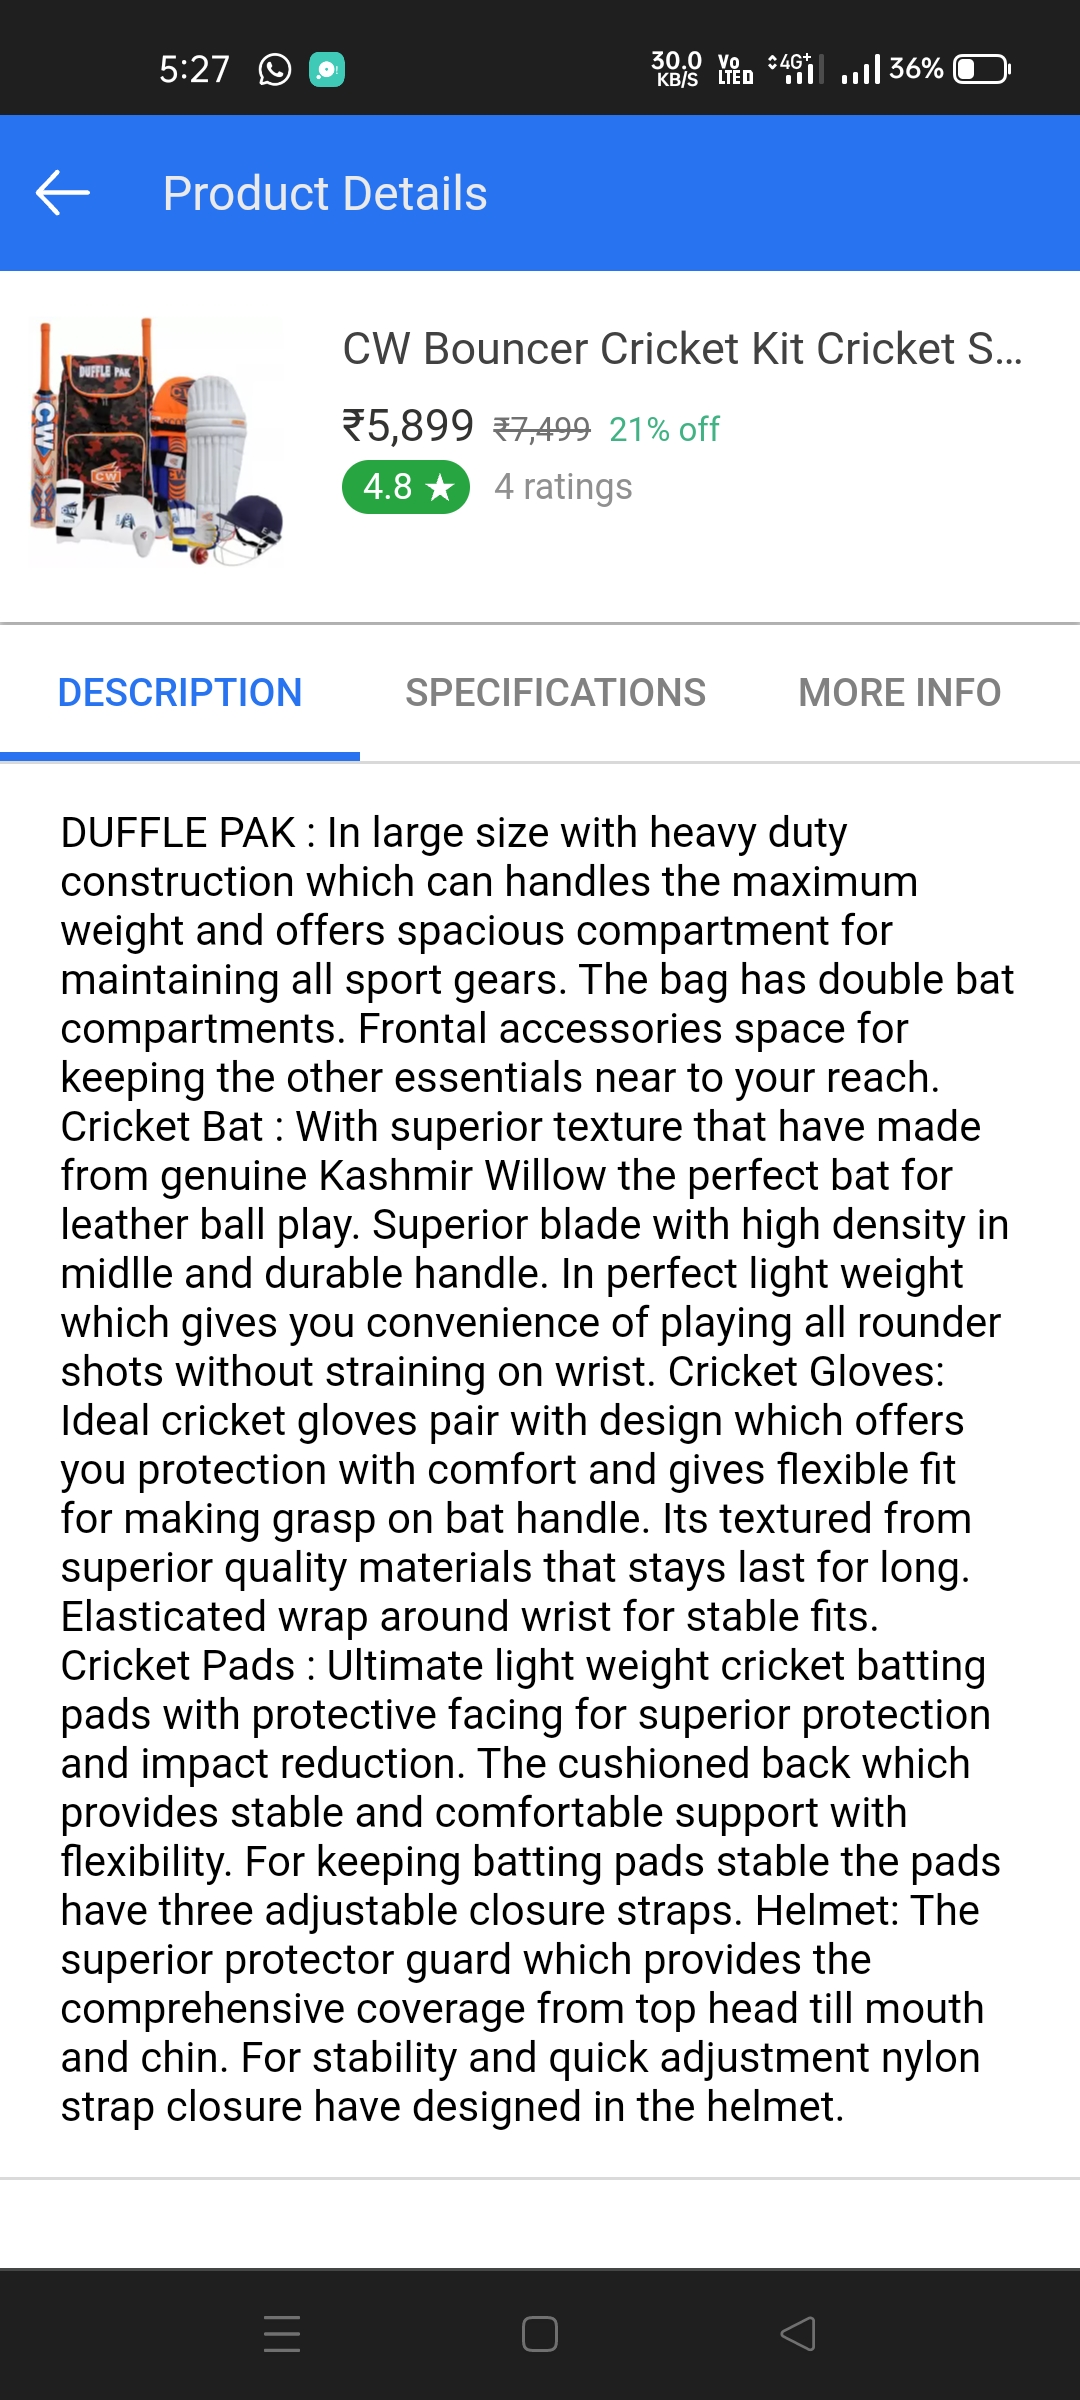 5:27 30.0 KB/S Vo LTE 4G+ 36%
Product Details
DUFFLE PAK
CW
CW
CW Bouncer Cricket Kit Cricket S...
₹5,899 ₹7,499 21% off
4.8 ★ 4 ratings
DESCRIPTION SPECIFICATIONS MORE INFO
DUFFLE PAK : In large size with heavy duty
construction which can handles the maximum
weight and offers spacious compartment for
maintaining all sport gears. The bag has double bat
compartments. Frontal accessories space for
keeping the other essentials near to your reach.
Cricket Bat : With superior texture that have made
from genuine Kashmir Willow the perfect bat for
leather ball play. Superior blade with high density in
midlle and durable handle. In perfect light weight
which gives you convenience of playing all rounder
shots without straining on wrist. Cricket Gloves:
Ideal cricket gloves pair with design which offers
you protection with comfort and gives flexible fit
for making grasp on bat handle. Its textured from
superior quality materials that stays last for long.
Elasticated wrap around wrist for stable fits.
Cricket Pads : Ultimate light weight cricket batting
pads with protective facing for superior protection
and impact reduction. The cushioned back which
provides stable and comfortable support with
flexibility. For keeping batting pads stable the pads
have three adjustable closure straps. Helmet: The
superior protector guard which provides the
comprehensive coverage from top head till mouth
and chin. For stability and quick adjustment nylon
strap closure have designed in the helmet.